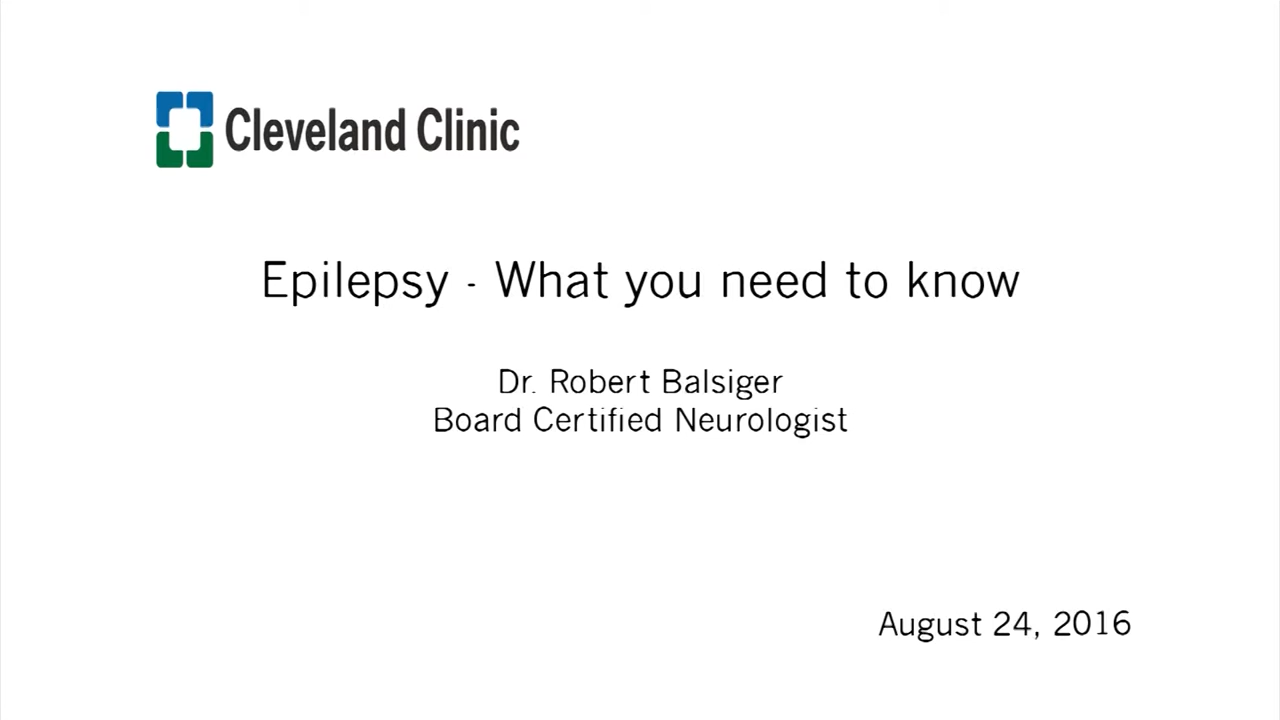 Cleveland Clinic
Epilepsy - What you need to know
Dr. Robert Balsiger
Board Certified Neurologist
August 24, 2016